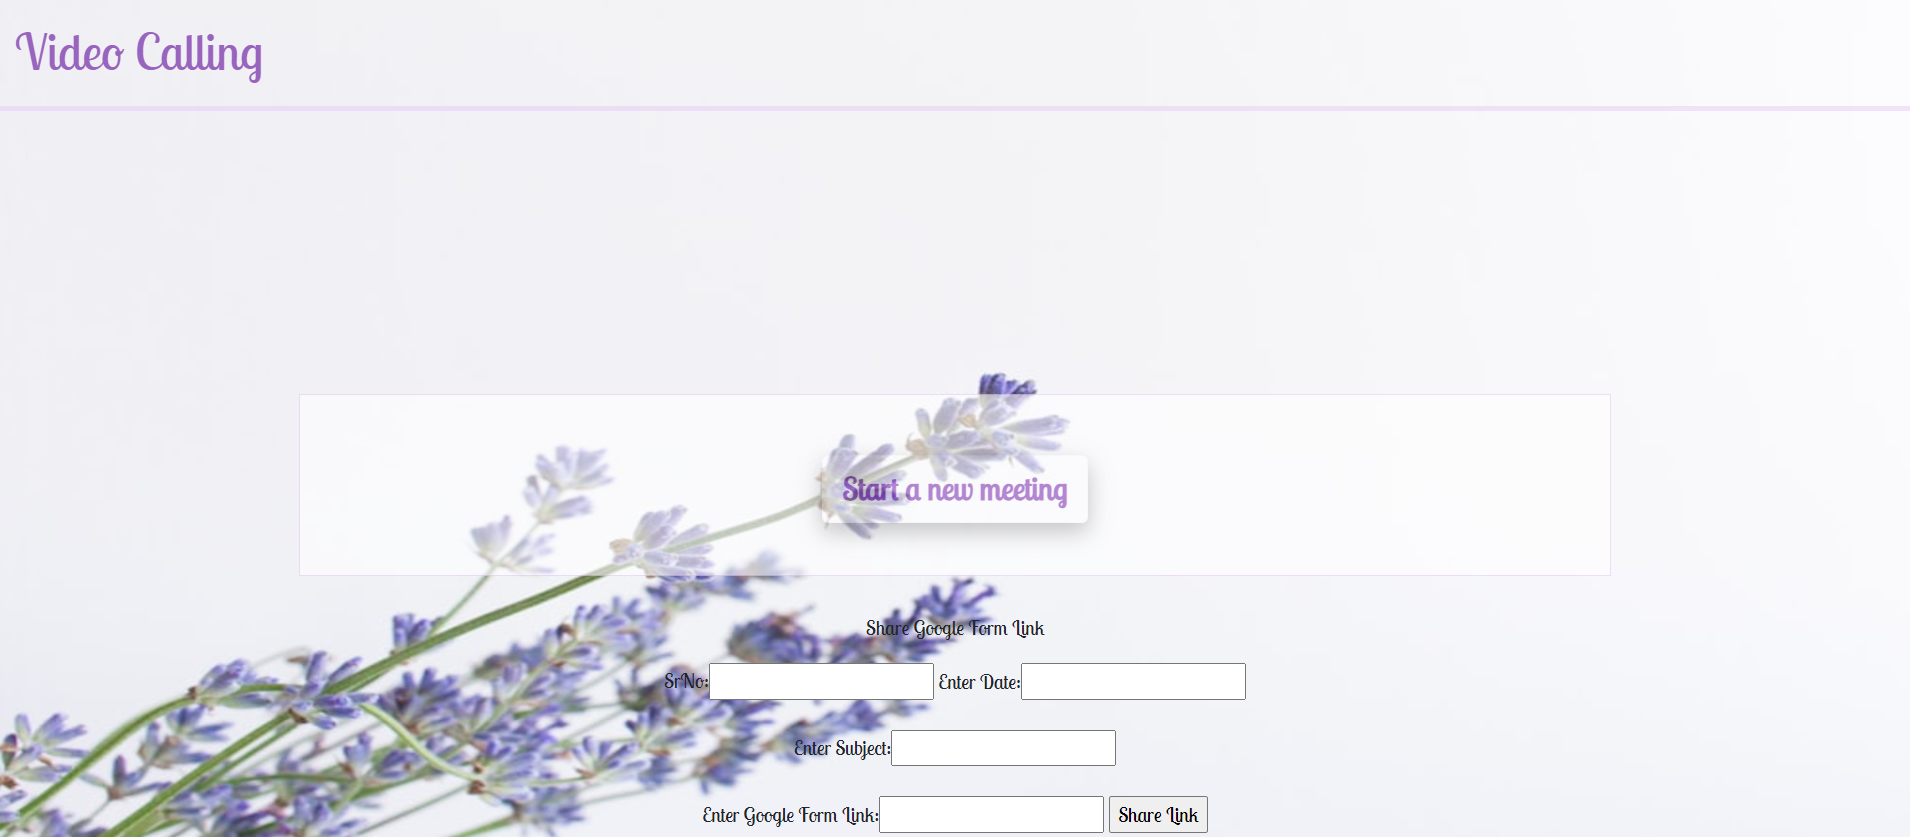 Video Calling
Start a new meeting
Share Google Form Link
SrNo: Enter Date:
Enter Subject:
Enter Google Form Link: Share Link